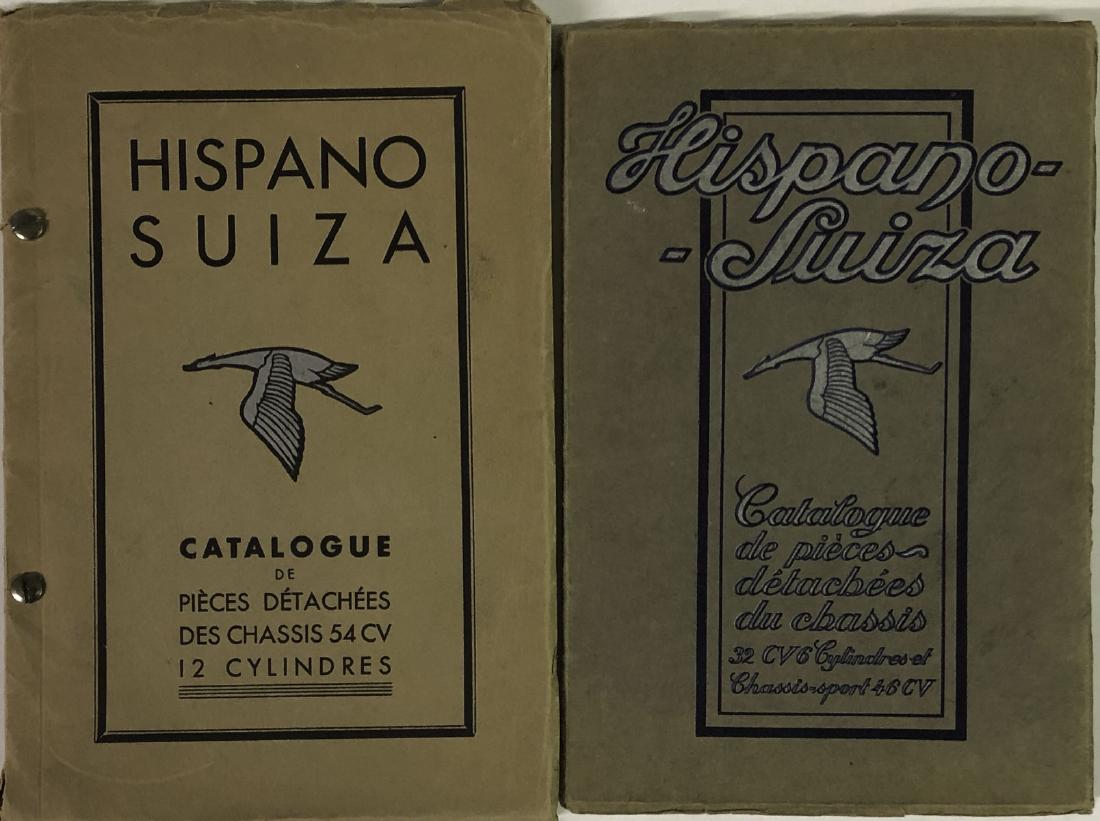 HISPANO
SUIZA
CATALOGUE
DE
PIÈCES DÉTACHÉES
DES CHASSIS 54 CV
12 CYLINDRES
Hispano-
-Suiza
Catalogue
de pièces
détachées
du chassis
32 CV 6 Cylindres et
Chassis-sport 46 CV